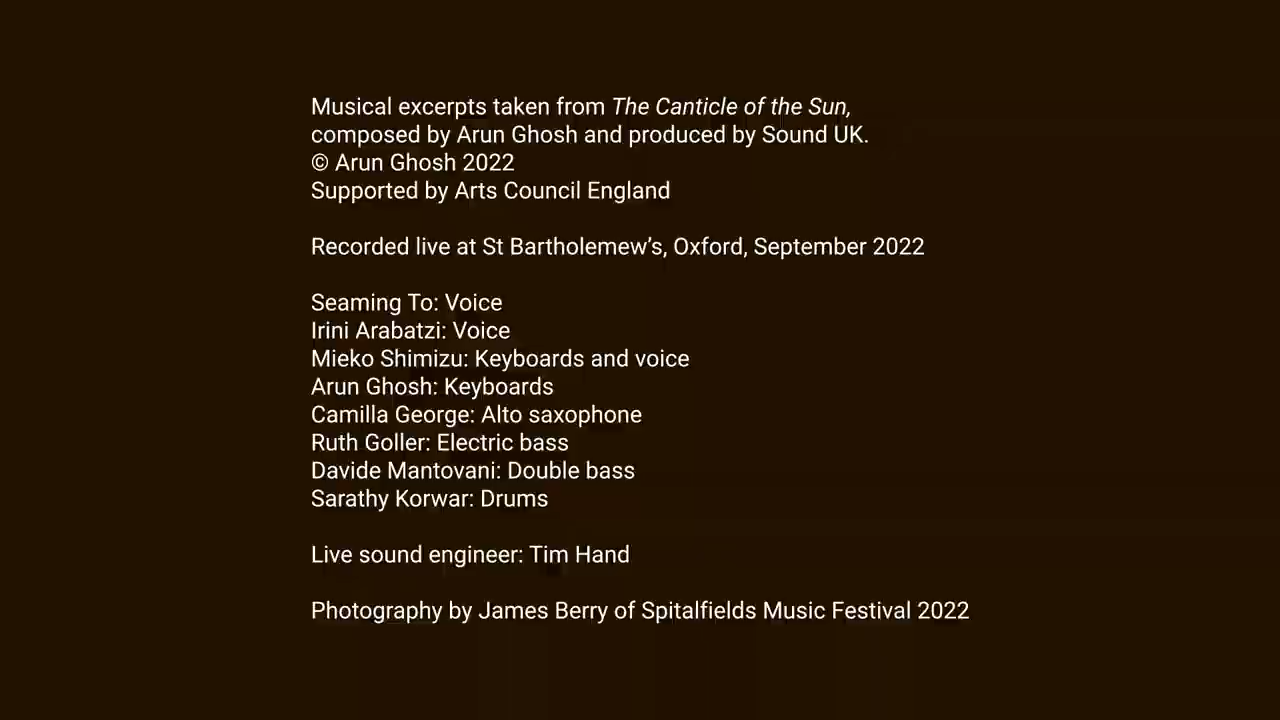 Musical excerpts taken from The Canticle of the Sun,
composed by Arun Ghosh and produced by Sound UK.
© Arun Ghosh 2022
Supported by Arts Council England
Recorded live at St Bartholemew’s, Oxford, September 2022
Seaming To: Voice
Irini Arabatzi: Voice
Mieko Shimizu: Keyboards and voice
Arun Ghosh: Keyboards
Camilla George: Alto saxophone
Ruth Goller: Electric bass
Davide Mantovani: Double bass
Sarathy Korwar: Drums
Live sound engineer: Tim Hand
Photography by James Berry of Spitalfields Music Festival 2022